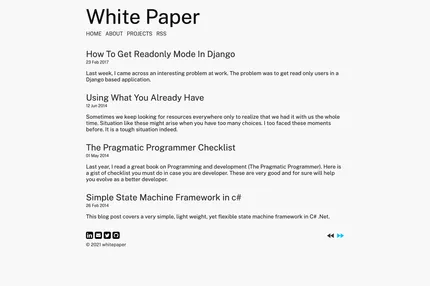 White Paper
HOME ABOUT PROJECTS RSS
How To Get Readonly Mode In Django
23 Feb 2017
Last week, I came across an interesting problem at work. The problem was to get read only users in a
Django based application.
Using What You Already Have
12 Jun 2014
Sometimes we keep looking for resources everywhere only to realize that we had it with us the whole
time. Situation like these might arise when you have too many choices. I too faced these moments
before. It is a tough situation indeed.
The Pragmatic Programmer Checklist
01 May 2014
Last year, I read a great book on Programming and development (The Pragmatic Programmer). Here is
a gist of checklist you must do in case you are developer. These are very good and for sure will help
you evolve as a better developer.
Simple State Machine Framework in c#
26 Feb 2014
This blog post covers a very simple, light weight, yet flexible state machine framework in C# .Net.
© 2021 whitepaper